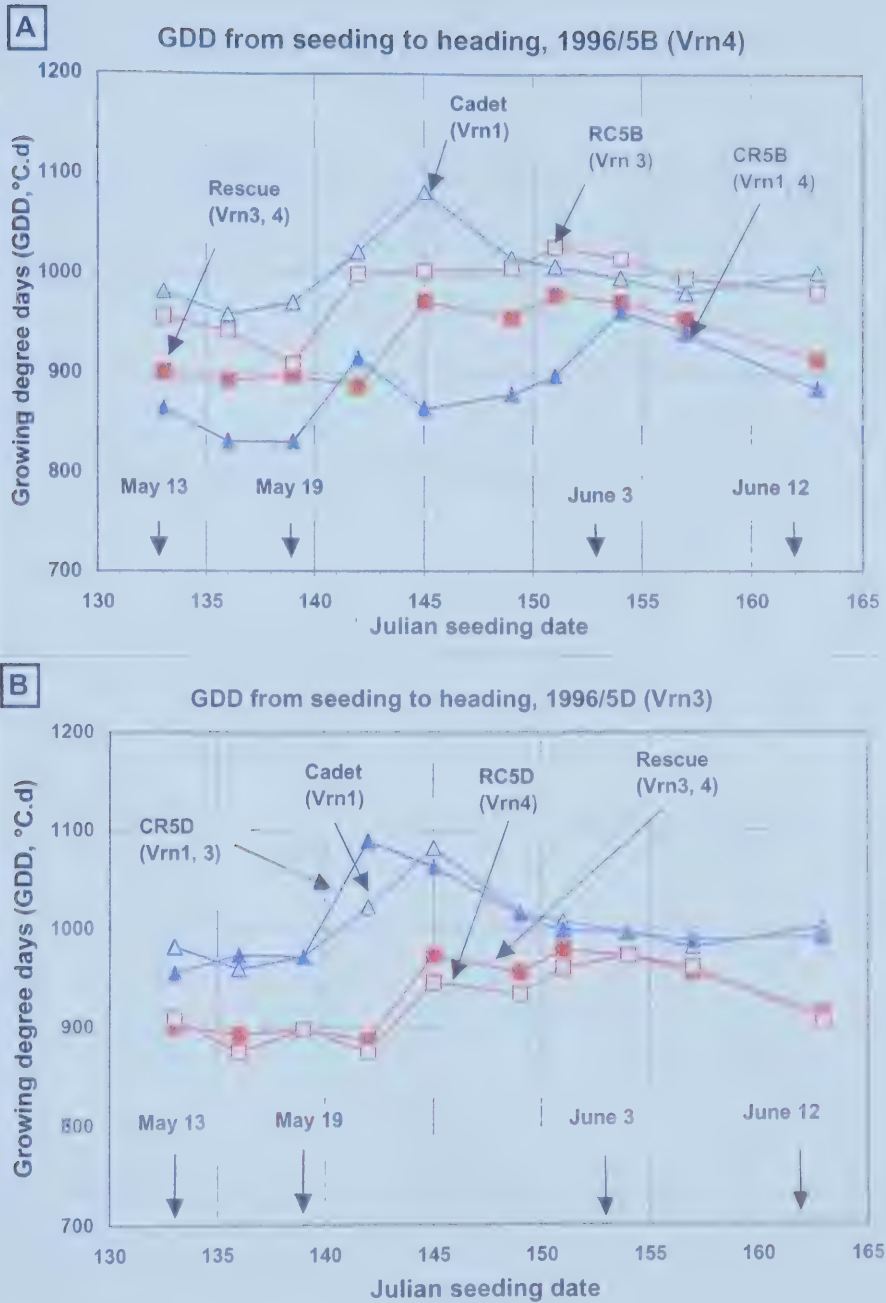 A
GDD from seeding to heading, 1996/5B (Vrn4)
Growing degree days (GDD,°C.d)
1200
1100
1000
900
800
700
Cadet
(Vrn1)
RC5B
(Vrn 3)
CR5B
(Vrn1, 4)
Rescue
(Vrn3, 4)
May 13
May 19
June 3
June 12
130 135 140 145 150 155 160 165
Julian seeding date
B
GDD from seeding to heading, 1996/5D (Vrn3)
Growing degree days (GDD, °C.d)
1200
1100
1000
900
800
700
Cadet
(Vrn1)
RC5D
(Vrn4)
Rescue
(Vrn3, 4)
CR5D
(Vrn1, 3)
May 13
May 19
June 3
June 12
130 135 140 145 150 155 160 165
Julian seeding date